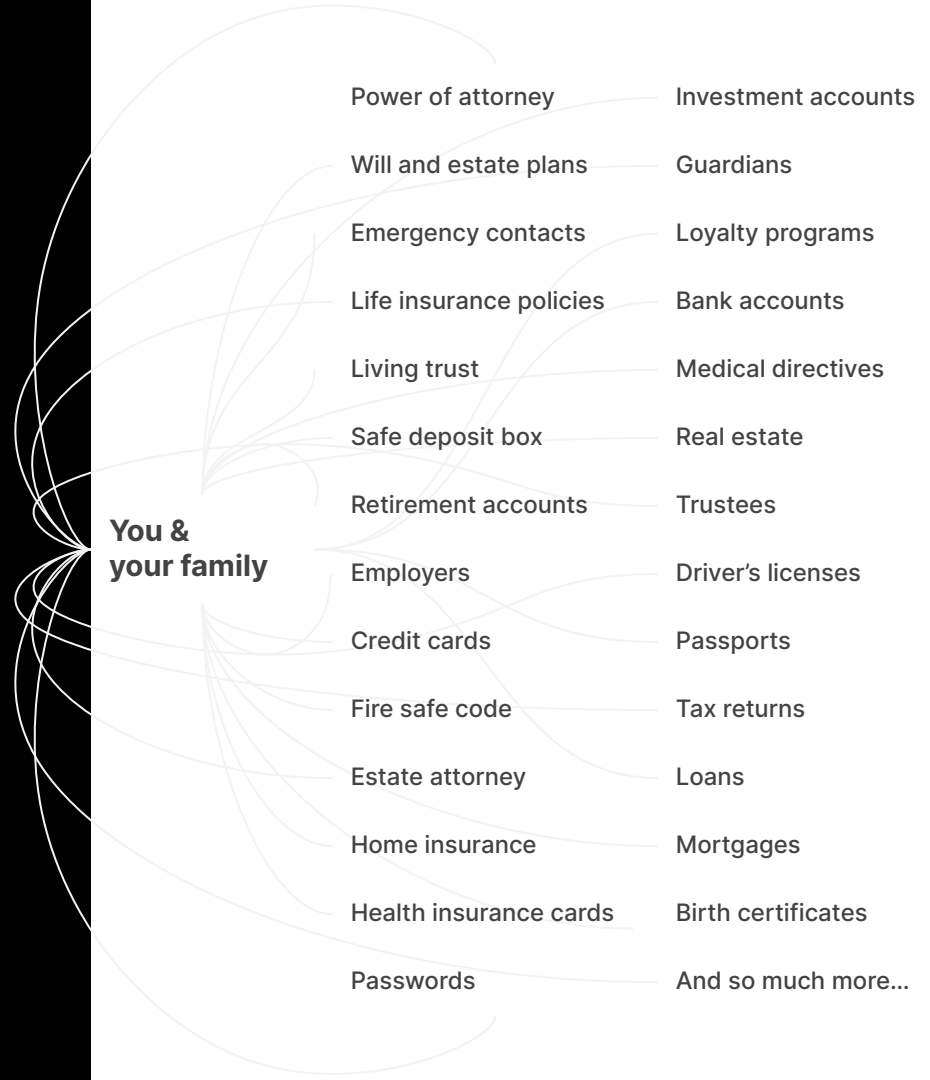 You &
your family
Power of attorney
Will and estate plans
Emergency contacts
Life insurance policies
Living trust
Safe deposit box
Retirement accounts
Employers
Credit cards
Fire safe code
Estate attorney
Home insurance
Health insurance cards
Passwords
Investment accounts
Guardians
Loyalty programs
Bank accounts
Medical directives
Real estate
Trustees
Driver’s licenses
Passports
Tax returns
Loans
Mortgages
Birth certificates
And so much more...